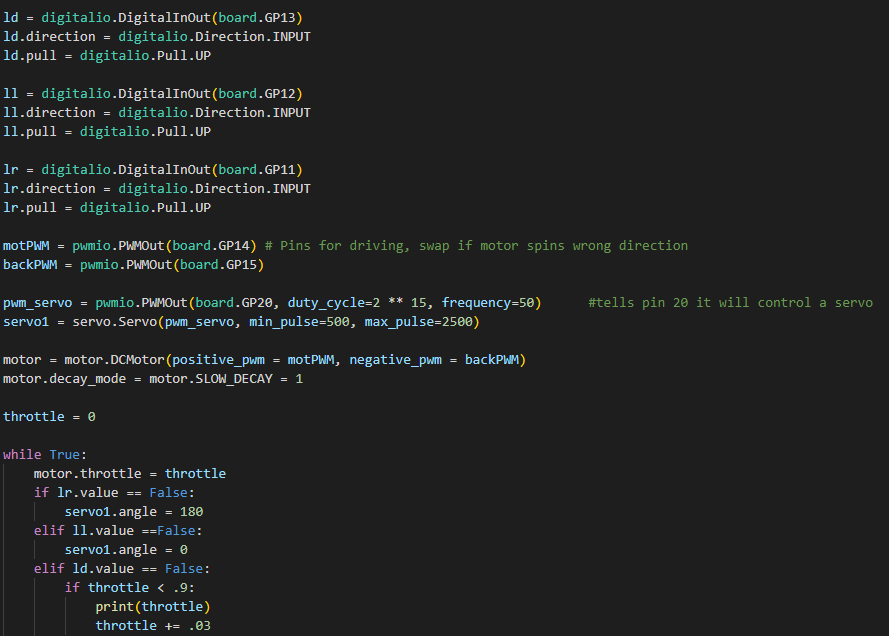 ld = digitalio.DigitalInOut(board.GP13)
ld.direction = digitalio.Direction.INPUT
ld.pull = digitalio.Pull.UP

ll = digitalio.DigitalInOut(board.GP12)
ll.direction = digitalio.Direction.INPUT
ll.pull = digitalio.Pull.UP

lr = digitalio.DigitalInOut(board.GP11)
lr.direction = digitalio.Direction.INPUT
lr.pull = digitalio.Pull.UP

motPWM = pwmio.PWMOut(board.GP14) # Pins for driving, swap if motor spins wrong direction
backPWM = pwmio.PWMOut(board.GP15)

pwm_servo = pwmio.PWMOut(board.GP20, duty_cycle=2 ** 15, frequency=50)      #tells pin 20 it will control a servo
servo1 = servo.Servo(pwm_servo, min_pulse=500, max_pulse=2500)

motor = motor.DCMotor(positive_pwm = motPWM, negative_pwm = backPWM)
motor.decay_mode = motor.SLOW_DECAY = 1

throttle = 0

while True:
    motor.throttle = throttle
    if lr.value == False:
        servo1.angle = 180
    elif ll.value ==False:
        servo1.angle = 0
    elif ld.value == False:
        if throttle < .9:
            print(throttle)
            throttle += .03